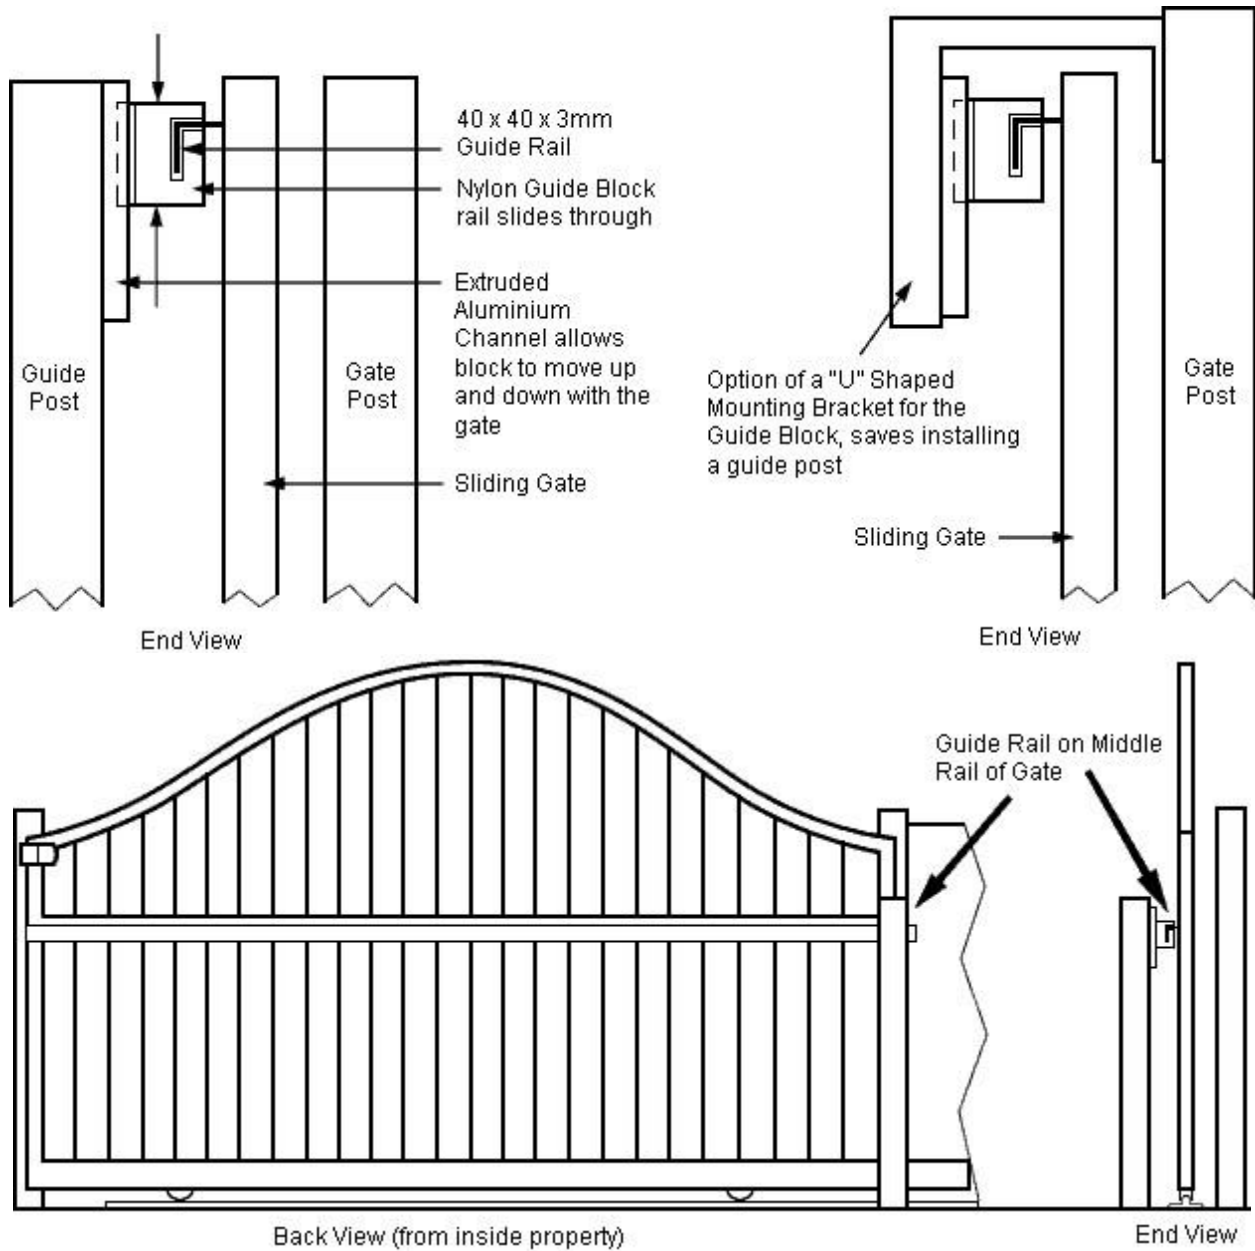 40 x 40 x 3mm
Guide Rail
Nylon Guide Block
rail slides through
Extruded
Aluminium
Channel allows
block to move up
and down with the
gate
Guide
Post
Gate
Post
Sliding Gate
End View
Option of a "U" Shaped
Mounting Bracket for the
Guide Block, saves installing
a guide post
Gate
Post
Sliding Gate
End View
Guide Rail on Middle
Rail of Gate
Back View (from inside property)
End View